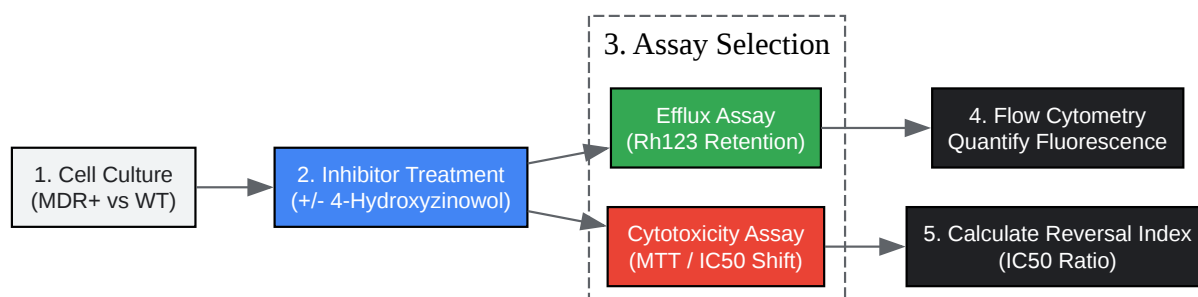 3. Assay Selection
1. Cell Culture
(MDR+ vs WT)
2. Inhibitor Treatment
(+/- 4-Hydroxyzinowol)
Efflux Assay
(Rh123 Retention)
4. Flow Cytometry
Quantify Fluorescence
Cytotoxicity Assay
(MTT / IC50 Shift)
5. Calculate Reversal Index
(IC50 Ratio)